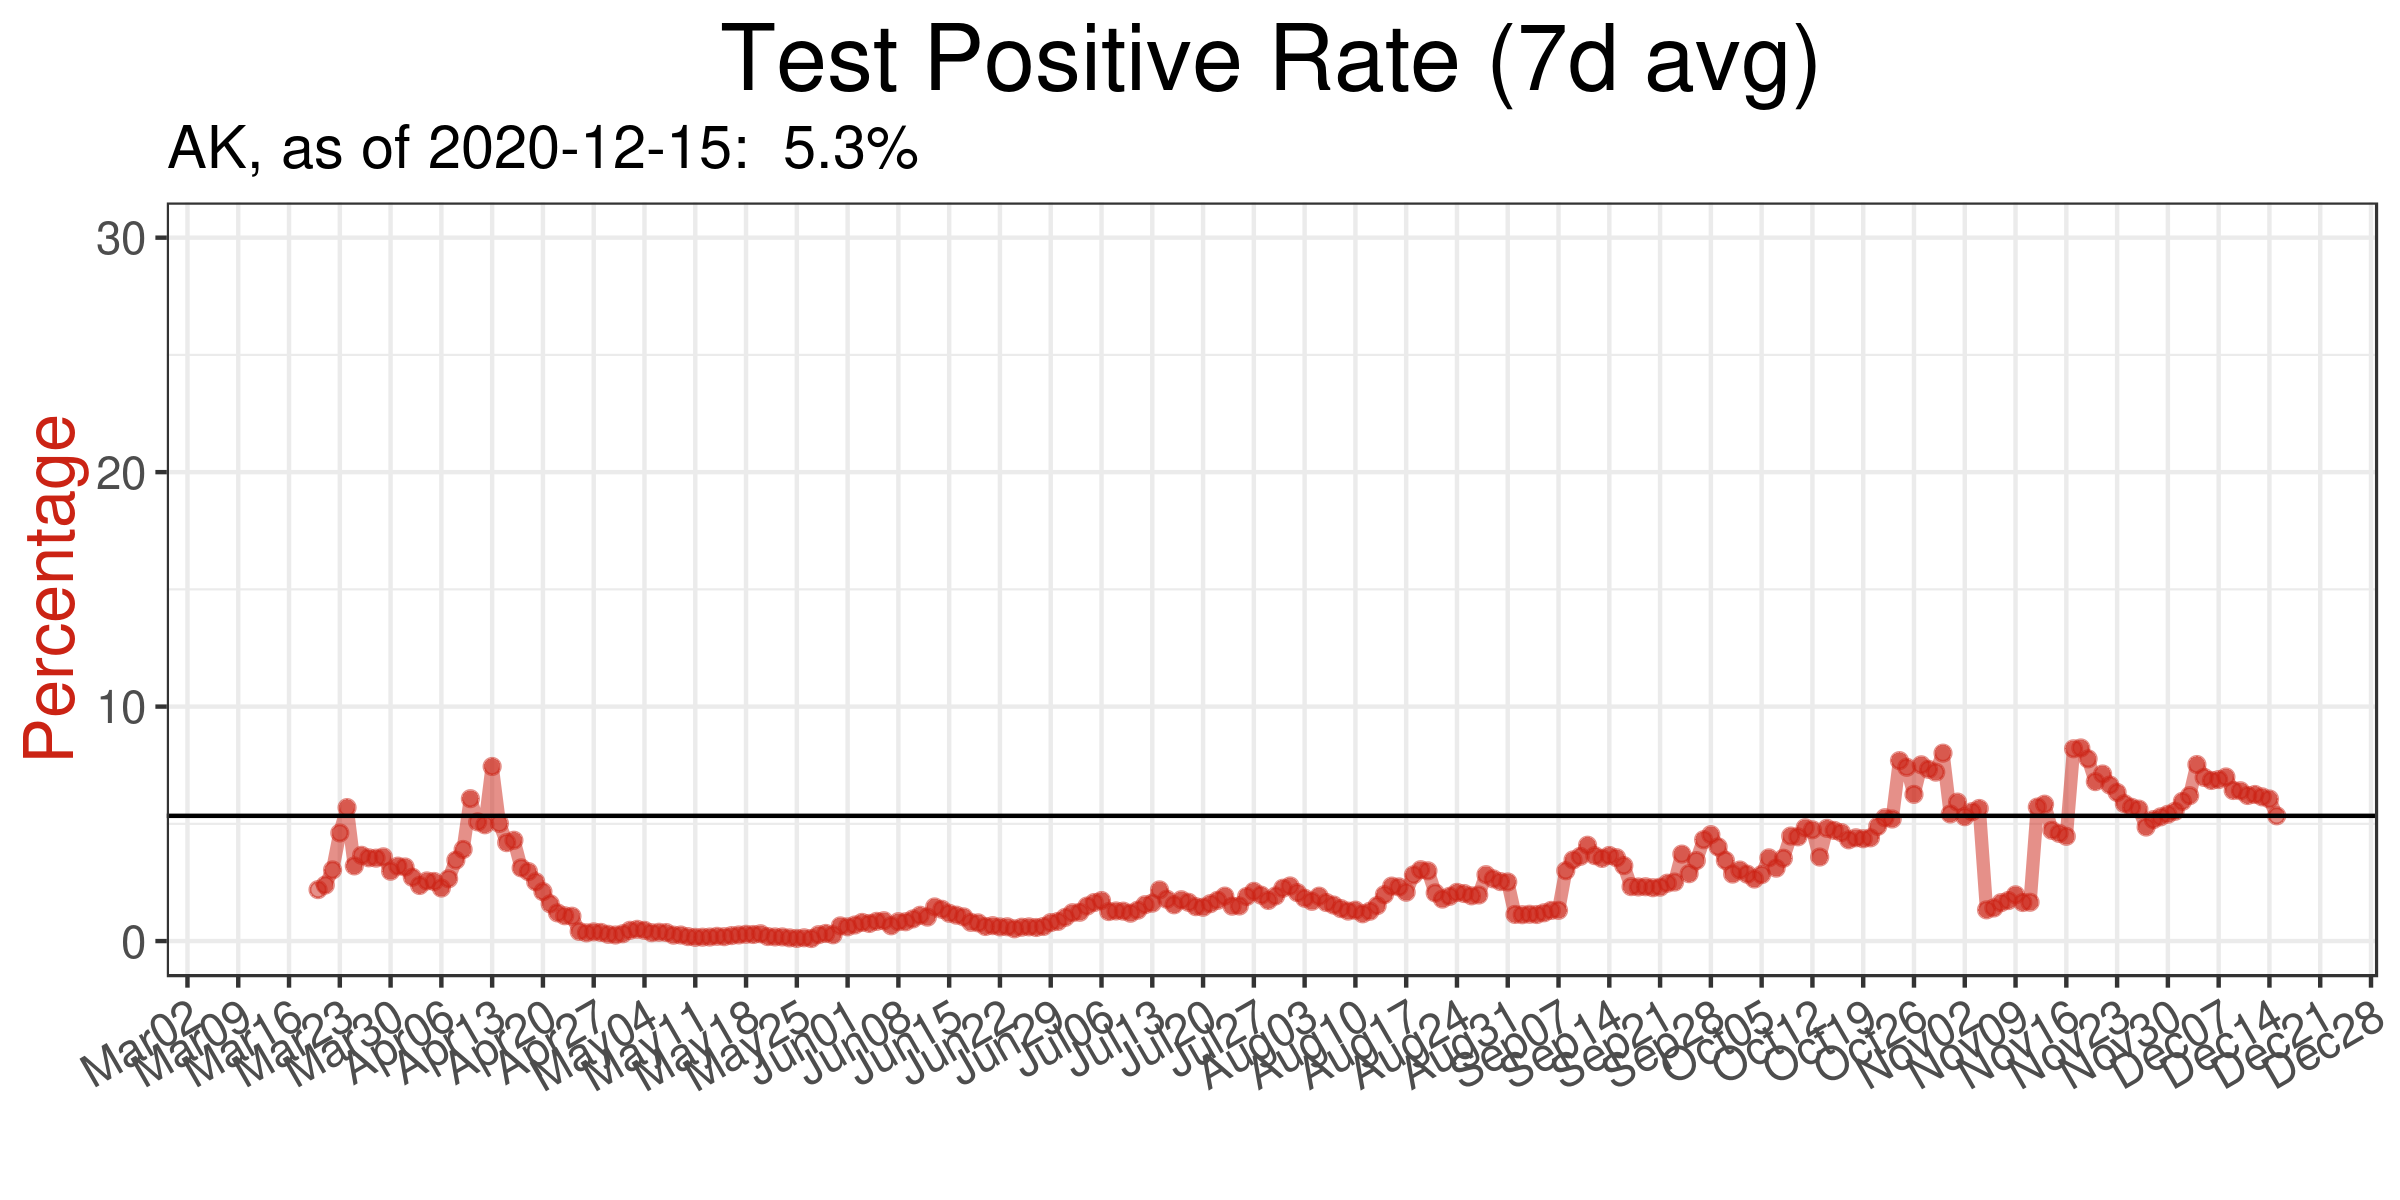 Test Positive Rate (7d avg)
AK, as of 2020-12-15:  5.3%
Percentage
30
20
10
0
Mar02
Mar09
Mar16
Mar23
Mar30
Apr06
Apr13
Apr20
Apr27
May04
May11
May18
May25
Jun01
Jun08
Jun15
Jun22
Jun29
Jul06
Jul13
Jul20
Jul27
Aug03
Aug10
Aug17
Aug24
Aug31
Sep07
Sep14
Sep21
Sep28
Oct05
Oct12
Oct19
Oct26
Nov02
Nov09
Nov16
Nov23
Nov30
Dec07
Dec14
Dec21
Dec28